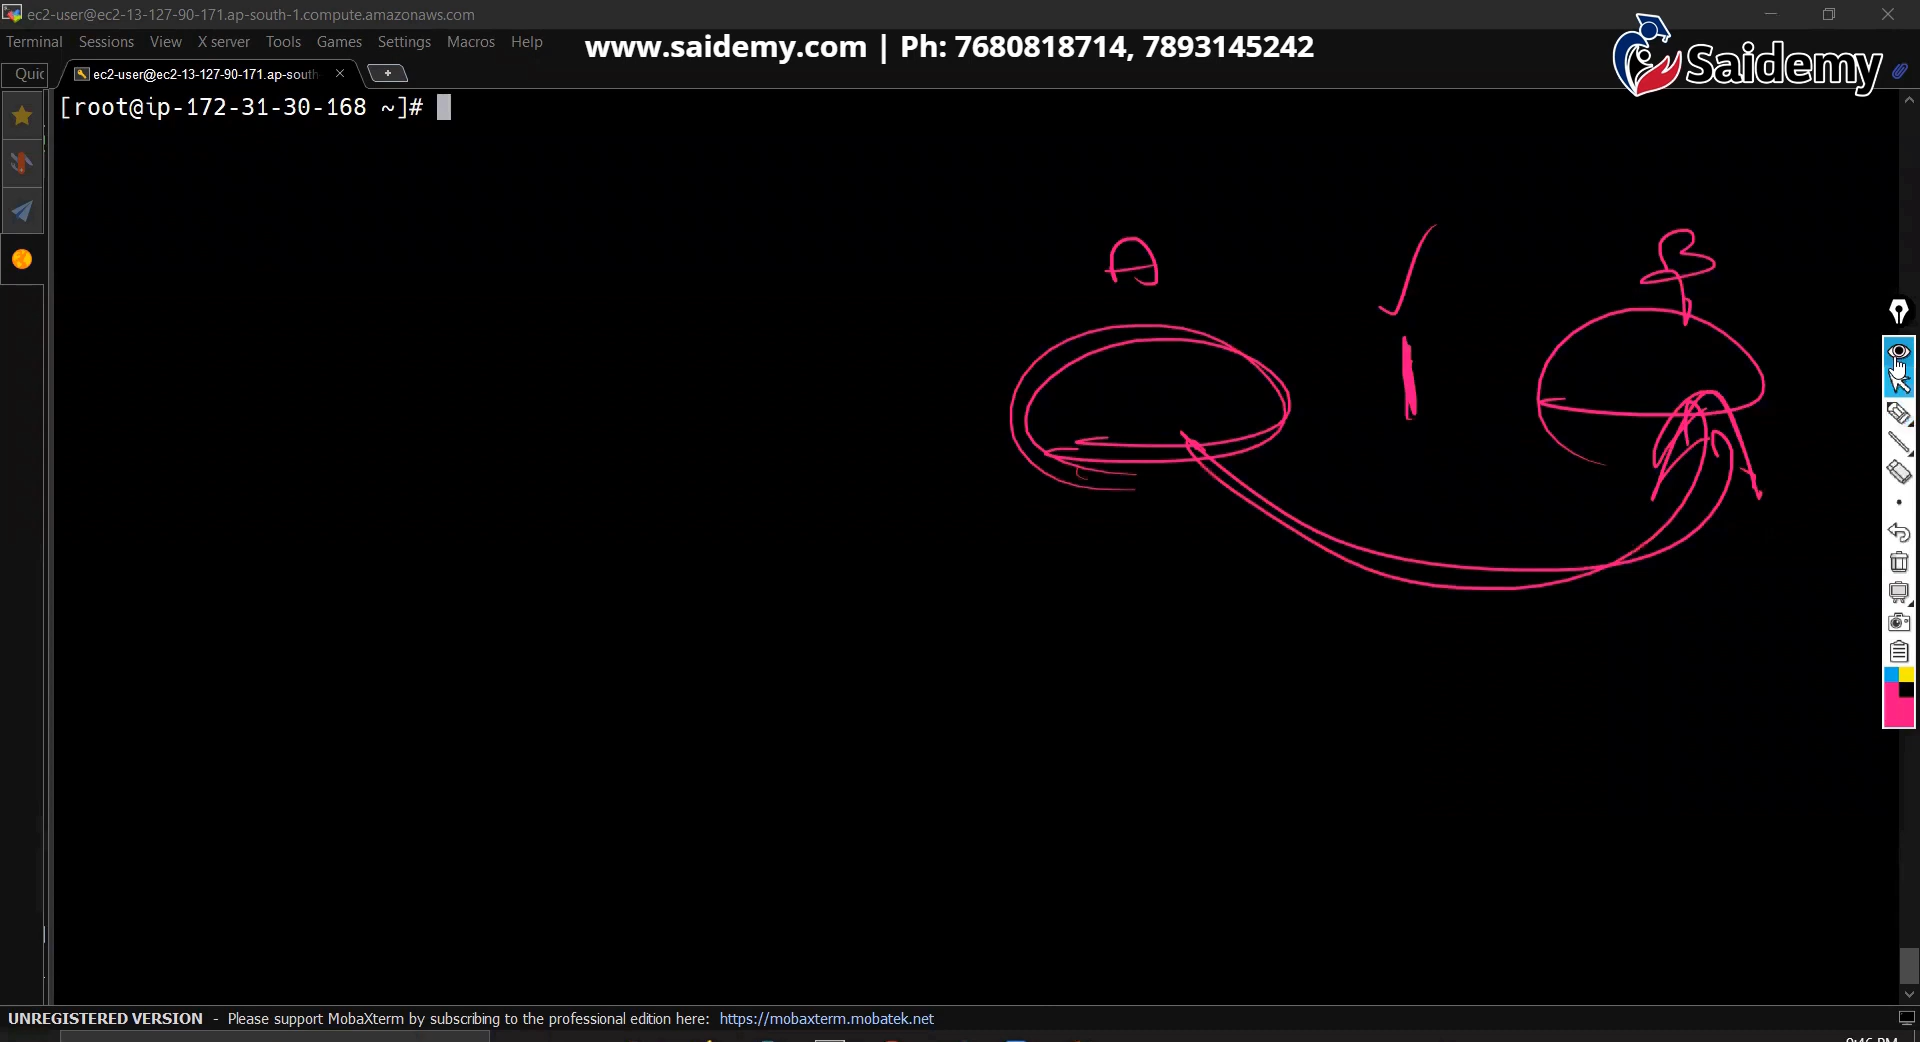 ec2-user@ec2-13-127-90-171.ap-south-1.compute.amazonaws.com
Terminal Sessions View X server Tools Games Settings Macros Help
www.saidemy.com | Ph: 7680818714, 7893145242
Saidemy
Quic
ec2-user@ec2-13-127-90-171.ap-south-
[root@ip-172-31-30-168 ~]#
A
B
UNREGISTERED VERSION - Please support MobaXterm by subscribing to the professional edition here: https://mobaxterm.mobatek.net